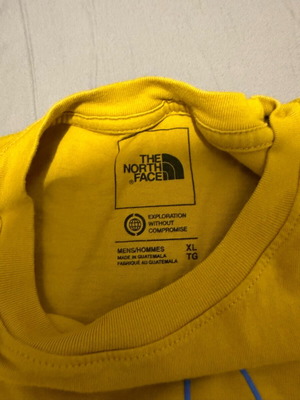 THE
NORTH
FACE
EXPLORATION
WITHOUT
COMPROMISE
MENS/HOMMES XL
MADE IN GUATEMALA TG
FABRIQUÉ AU GUATEMALA